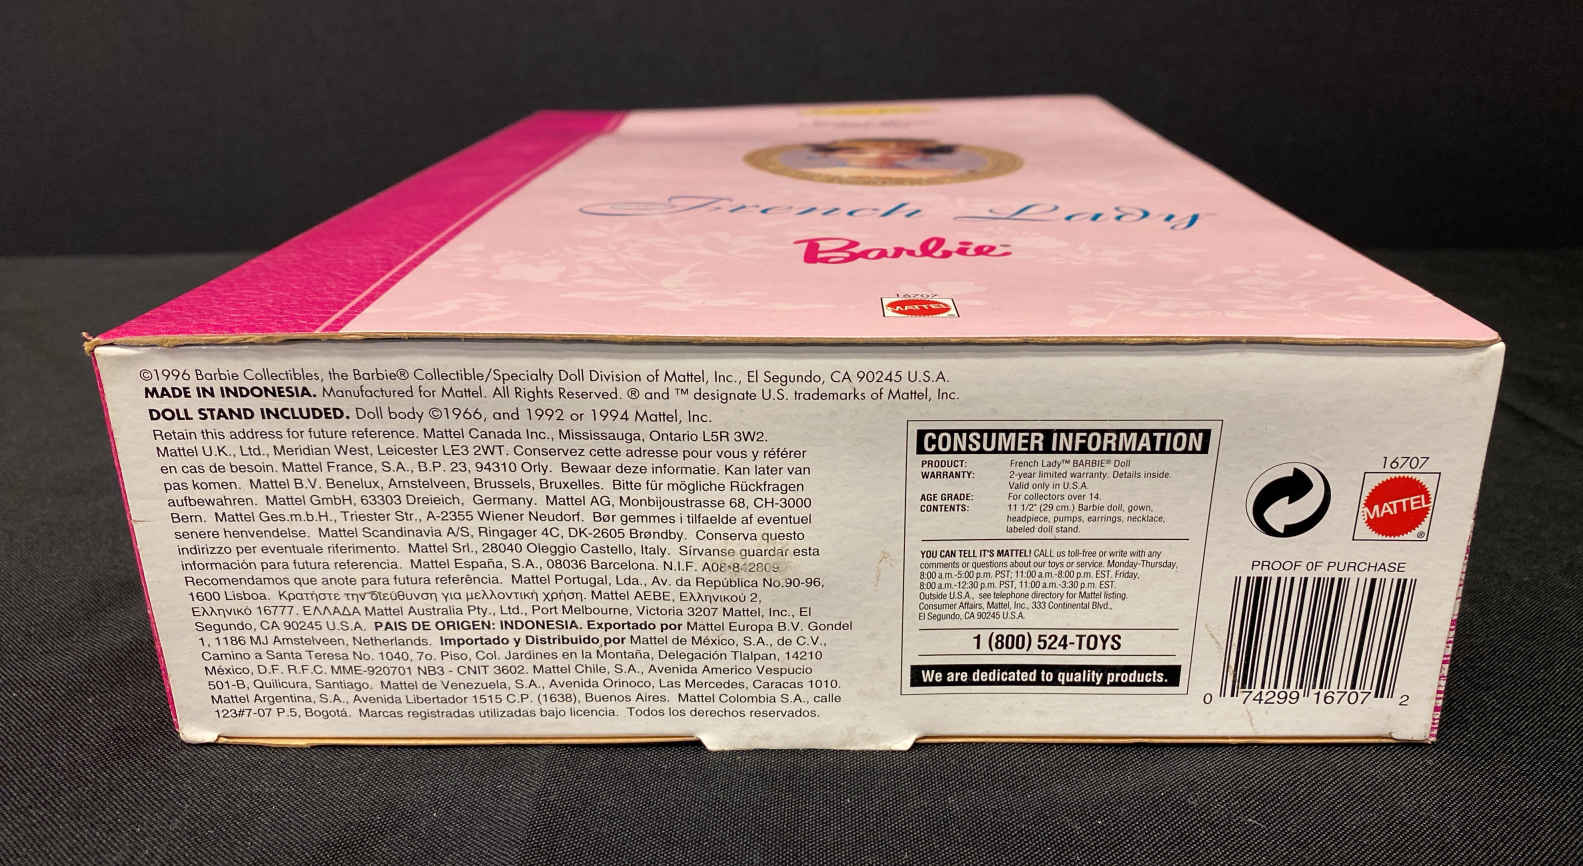 French Lady
Barbie
16707
MATTEL
©1996 Barbie Collectibles, the Barbie® Collectible/Specialty Doll Division of Mattel, Inc., El Segundo, CA 90245 U.S.A.
MADE IN INDONESIA. Manufactured for Mattel. All Rights Reserved. ® and ™ designate U.S. trademarks of Mattel, Inc.
DOLL STAND INCLUDED. Doll body ©1966, and 1992 or 1994 Mattel, Inc.
Retain this address for future reference. Mattel Canada Inc., Mississauga, Ontario L5R 3W2.
Mattel U.K., Ltd., Meridian West, Leicester LE3 2WT. Conservez cette adresse pour vous y référer
en cas de besoin. Mattel France, S.A., B.P. 23, 94310 Orly. Bewaar deze informatie. Kan later van
pas komen. Mattel B.V. Benelux, Amstelveen, Brussels, Bruxelles. Bitte für mögliche Rückfragen
aufbewahren. Mattel GmbH, 63303 Dreieich, Germany. Mattel AG, Monbijoustrasse 68, CH-3000
Bern. Mattel Ges.m.b.H., Triester Str., A-2355 Wiener Neudorf. Bør gemmes i tilfaelde af eventuel
senere henvendelse. Mattel Scandinavia A/S, Ringager 4C, DK-2605 Brøndby. Conserva questo
indirizzo per eventuale riferimento. Mattel Srl., 28040 Oleggio Castello, Italy. Sírvanse guardar esta
información para futura referencia. Mattel España, S.A., 08036 Barcelona. N.I.F. A08-842809.
Recomendamos que anote para futura referência. Mattel Portugal, Lda., Av. da República No.90-96,
1600 Lisboa. Κρατήστε την διεύθυνση για μελλοντική χρήση. Mattel AEBE, Ελληνικού 2,
Ελληνικό 16777. ΕΛΛΑΔΑ Mattel Australia Pty., Ltd., Port Melbourne, Victoria 3207 Mattel, Inc., El
Segundo, CA 90245 U.S.A. PAIS DE ORIGEN: INDONESIA. Exportado por Mattel Europa B.V. Gondel
1, 1186 MJ Amstelveen, Netherlands. Importado y Distribuido por Mattel de México, S.A., de C.V.,
Camino a Santa Teresa No. 1040, 7o. Piso, Col. Jardines en la Montaña, Delegación Tlalpan, 14210
México, D.F. R.F.C. MME-920701 NB3 - CNIT 3602. Mattel Chile, S.A., Avenida Americo Vespucio
501-B, Quilicura, Santiago. Mattel de Venezuela, S.A., Avenida Orinoco, Las Mercedes, Caracas 1010.
Mattel Argentina, S.A., Avenida Libertador 1515 C.P. (1638), Buenos Aires. Mattel Colombia S.A., calle
123#7-07 P.5, Bogotá. Marcas registradas utilizadas bajo licencia. Todos los derechos reservados.
CONSUMER INFORMATION
PRODUCT: French Lady™ BARBIE® Doll
WARRANTY: 2-year limited warranty. Details inside.
Valid only in U.S.A.
AGE GRADE: For collectors over 14.
CONTENTS: 11 1/2" (29 cm.) Barbie doll, gown,
headpiece, pumps, earrings, necklace,
labeled doll stand.
YOU CAN TELL IT'S MATTEL! CALL us toll-free or write with any
comments or questions about our toys or service. Monday-Thursday,
8:00 a.m.-5:00 p.m. PST; 11:00 a.m.-8:00 p.m. EST. Friday,
8:00 a.m.-12:30 p.m. PST, 11:00 a.m.-3:30 p.m. EST.
Outside U.S.A., see telephone directory for Mattel listing.
Consumer Affairs, Mattel, Inc., 333 Continental Blvd.,
El Segundo, CA 90245 U.S.A.
1 (800) 524-TOYS
We are dedicated to quality products.
16707
MATTEL®
PROOF OF PURCHASE
0 74299 16707 2